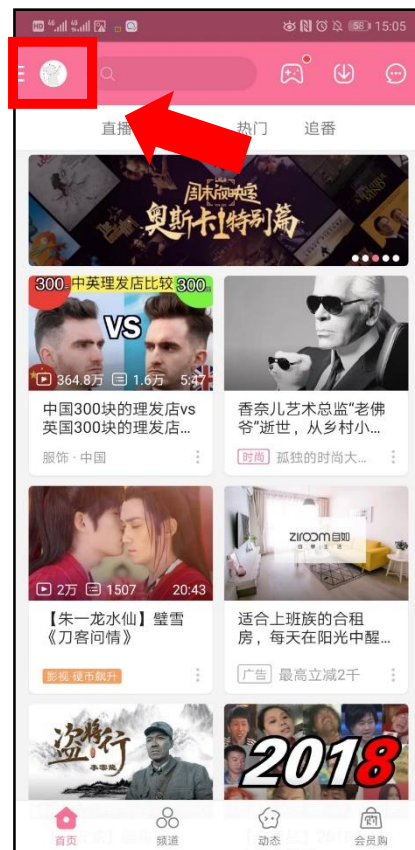 HD 46 46 58 15:05
直播 热门 追番
周末放映室
奥斯卡特别篇
300 中英理发店比较 300
VS
364.8万 1.6万 5:47
中国300块的理发店vs
英国300块的理发店...
服饰·中国
香奈儿艺术总监“老佛
爷”逝世，从乡村小...
时尚 孤独的时尚大...
2万 1507 20:43
【朱一龙水仙】璧雪
《刀客问情》
影视·硬币飙升
ZIROOM自如
适合上班族的合租
房，每天在阳光中醒...
广告 最高立减2千
盗将行
李雲龍
2018
首页 频道 动态 会员购